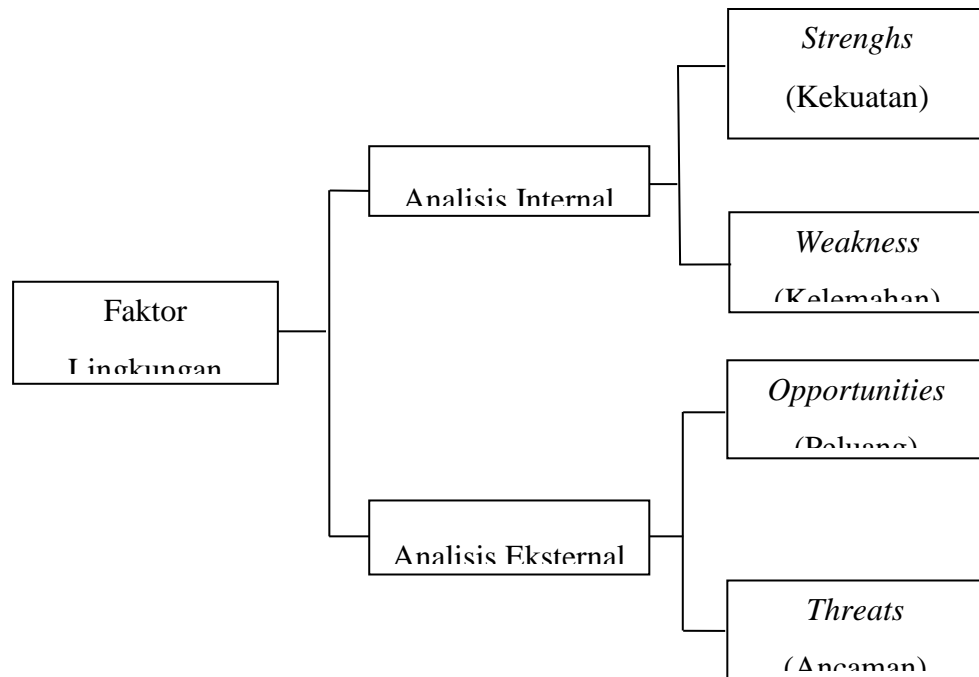 Strenghs
(Kekuatan)
Analisis Internal
Weakness
(Kelemahan)
Faktor
Lingkungan
Opportunities
(Peluang)
Analisis Eksternal
Threats
(Ancaman)